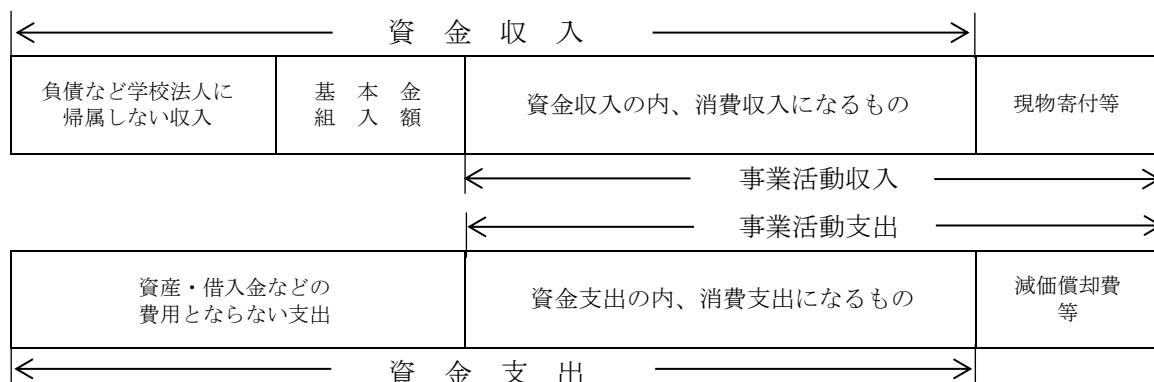 資 金 収 入
負債など学校法人に
帰属しない収入
基 本 金
組 入 額
資金収入の内、消費収入になるもの
現物寄付等
事業活動収入
事業活動支出
資産・借入金などの
費用とならない支出
資金支出の内、消費支出になるもの
減価償却費
等
資 金 支 出